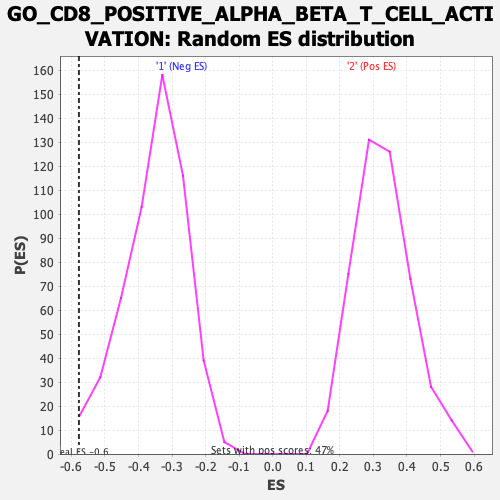 GO_CD8_POSITIVE_ALPHA_BETA_T_CELL_ACTI
VATION: Random ES distribution
'1' (Neg ES)
'2' (Pos ES)
160
150
140
130
120
110
100
90
80
70
60
50
40
30
20
10
0
P(ES)
eal ES -0.6
Sets with pos scores: 47%
-0.6 -0.5 -0.4 -0.3 -0.2 -0.1 0.0 0.1 0.2 0.3 0.4 0.5 0.6
ES